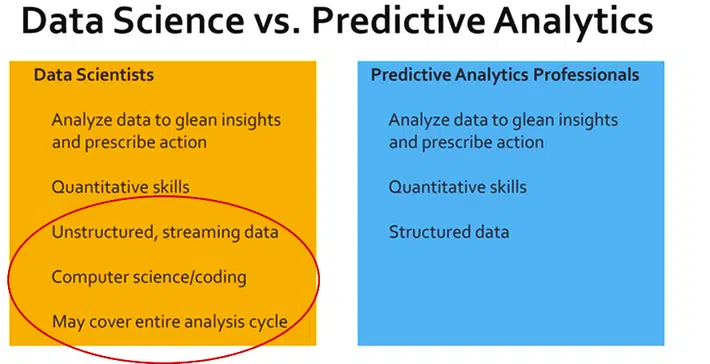 Data Science vs. Predictive Analytics
Data Scientists
Analyze data to glean insights
and prescribe action
Quantitative skills
Unstructured, streaming data
Computer science/coding
May cover entire analysis cycle
Predictive Analytics Professionals
Analyze data to glean insights
and prescribe action
Quantitative skills
Structured data